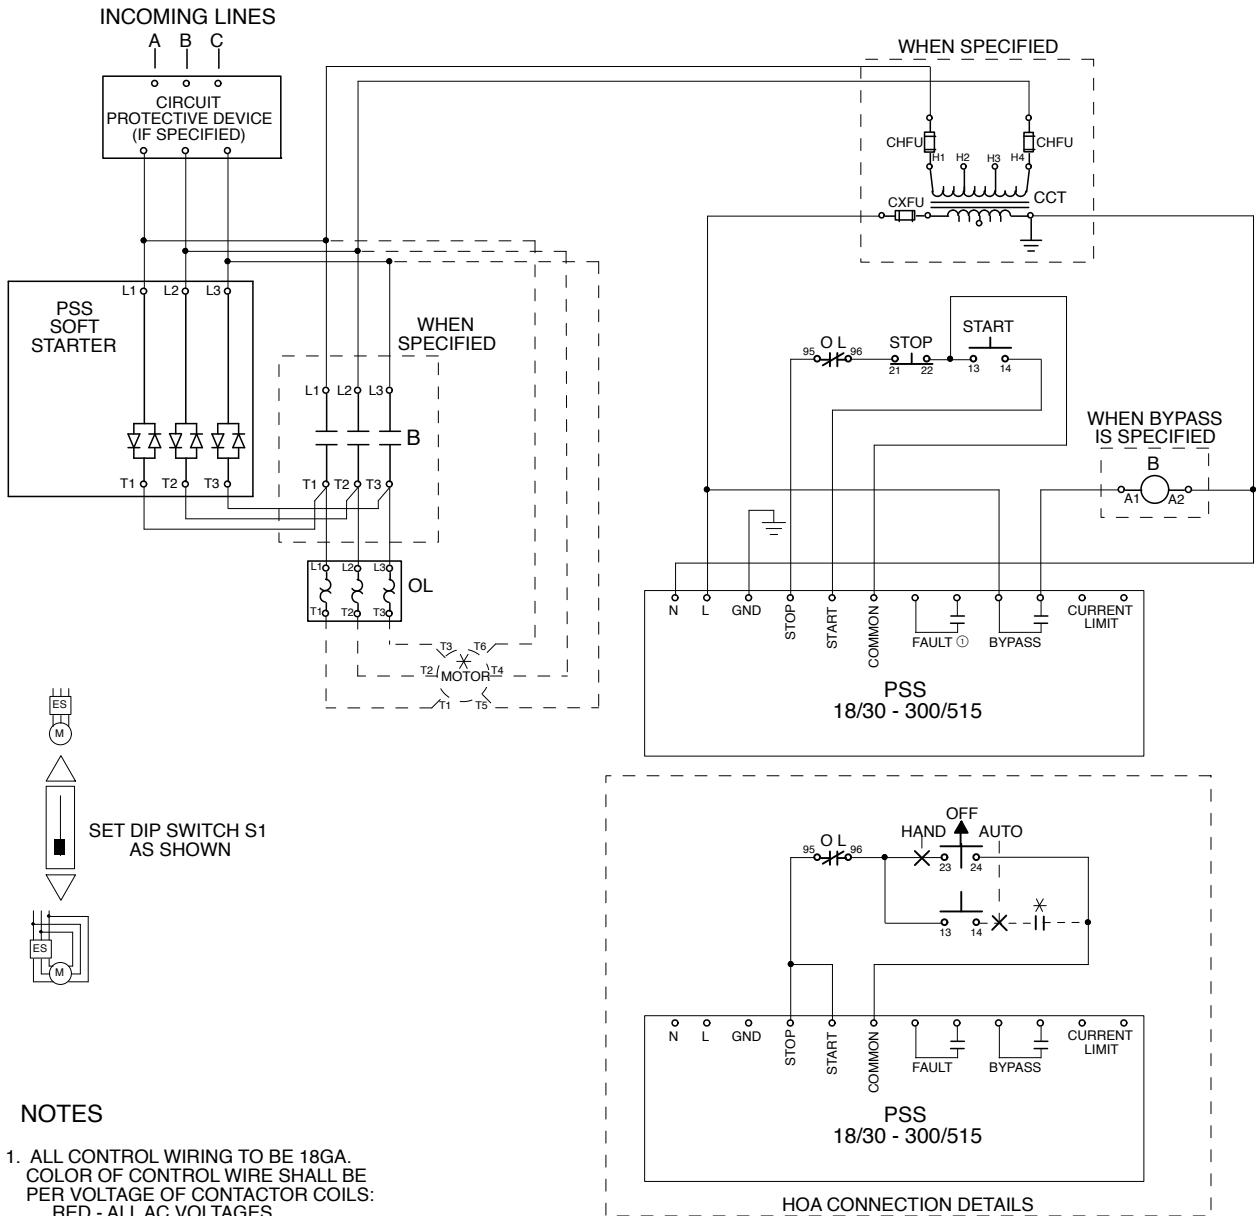 INCOMING LINES
A B C
CIRCUIT
PROTECTIVE DEVICE
(IF SPECIFIED)
WHEN SPECIFIED
CHFU
CHFU
H1 H2 H3 H4
CCT
CXFU
L1 L2 L3
PSS
SOFT
STARTER
T1 T2 T3
WHEN
SPECIFIED
L1 L2 L3
B
T1 T2 T3
L1 L2 L3
OL
T1 T2 T3
T3 T6
T2 MOTOR T4
T1 T5
START
O L STOP
95 96
21 22 13 14
WHEN BYPASS
IS SPECIFIED
B
A1 A2
N L GND STOP START COMMON FAULT ① BYPASS CURRENT
LIMIT
PSS
18/30 - 300/515
ES
M
SET DIP SWITCH S1
AS SHOWN
ES
M
OFF
HAND AUTO
O L
95 96
23 24
13 14
N L GND STOP START COMMON FAULT BYPASS CURRENT
LIMIT
PSS
18/30 - 300/515
HOA CONNECTION DETAILS
NOTES
1. ALL CONTROL WIRING TO BE 18GA.
COLOR OF CONTROL WIRE SHALL BE
PER VOLTAGE OF CONTACTOR COILS:
RED - ALL AC VOLTAGES